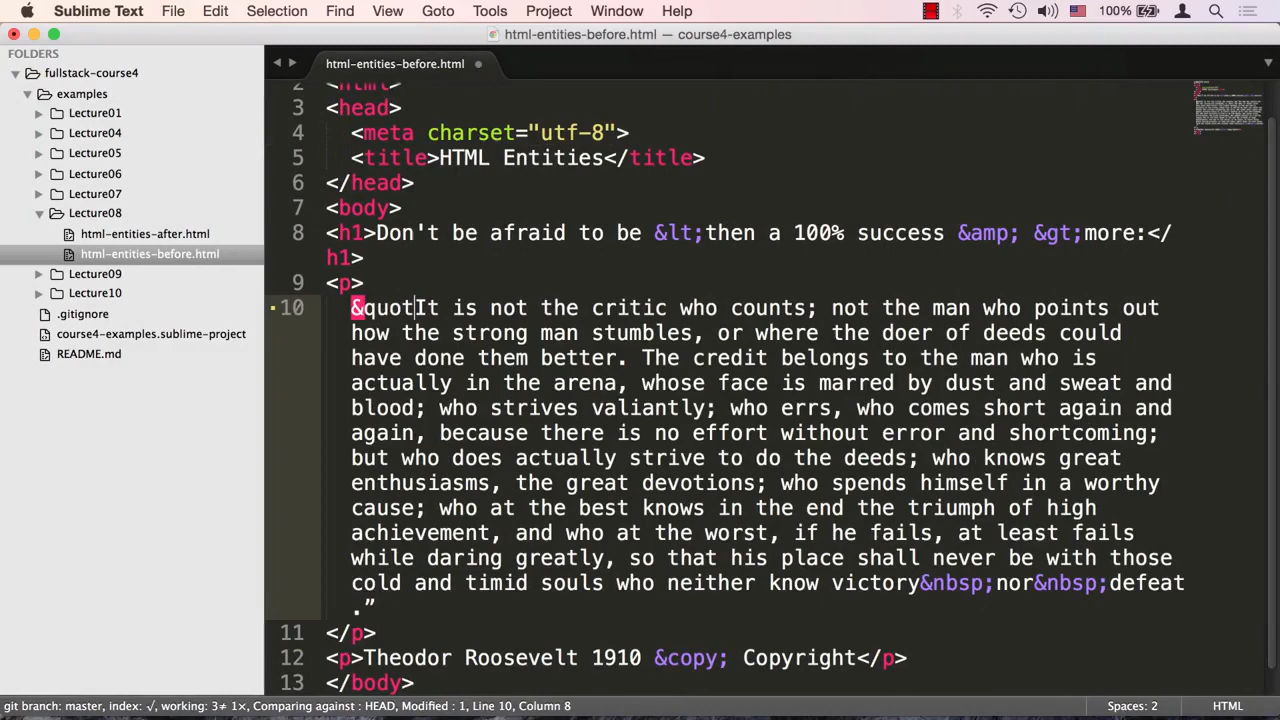 Sublime Text File Edit Selection Find View Goto Tools Project Window Help 100%
html-entities-before.html — course4-examples
FOLDERS
fullstack-course4
examples
Lecture01
Lecture04
Lecture05
Lecture06
Lecture07
Lecture08
html-entities-after.html
html-entities-before.html
Lecture09
Lecture10
.gitignore
course4-examples.sublime-project
README.md
html-entities-before.html
2 <html>
3 <head>
4 <meta charset="utf-8">
5 <title>HTML Entities</title>
6 </head>
7 <body>
8 <h1>Don't be afraid to be &lt;then a 100% success &amp; &gt;more:</
h1>
9 <p>
10 &quotIt is not the critic who counts; not the man who points out
how the strong man stumbles, or where the doer of deeds could
have done them better. The credit belongs to the man who is
actually in the arena, whose face is marred by dust and sweat and
blood; who strives valiantly; who errs, who comes short again and
again, because there is no effort without error and shortcoming;
but who does actually strive to do the deeds; who knows great
enthusiasms, the great devotions; who spends himself in a worthy
cause; who at the best knows in the end the triumph of high
achievement, and who at the worst, if he fails, at least fails
while daring greatly, so that his place shall never be with those
cold and timid souls who neither know victory&nbsp;nor&nbsp;defeat
.”
11 </p>
12 <p>Theodor Roosevelt 1910 &copy; Copyright</p>
13 </body>
git branch: master, index: √, working: 3≠ 1×, Comparing against : HEAD, Modified : 1, Line 10, Column 8 Spaces: 2 HTML